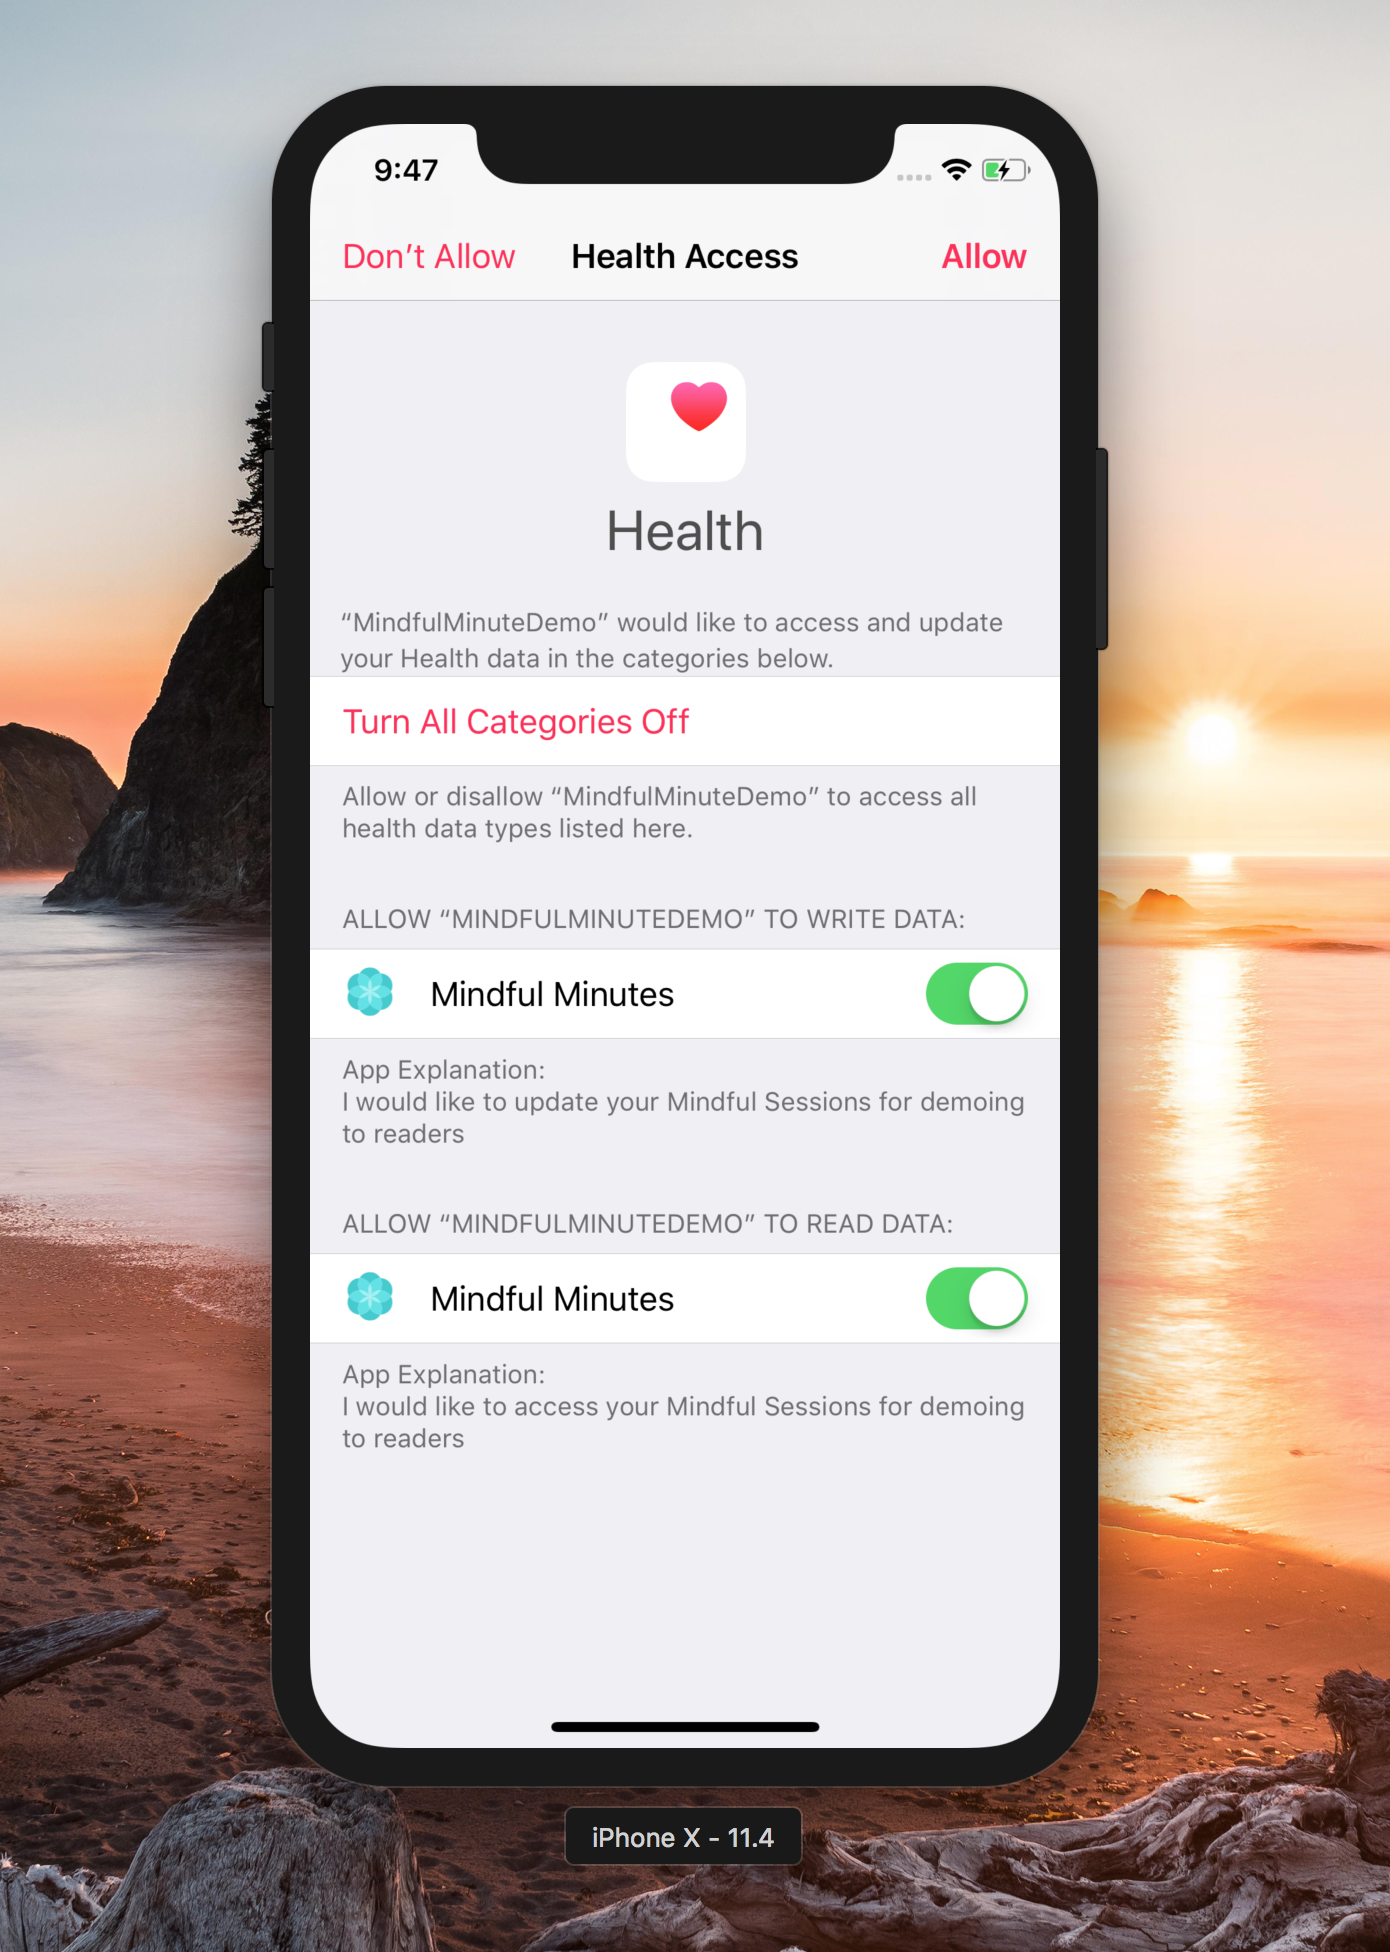 9:47
Don’t Allow
Health Access
Allow
Health
“MindfulMinuteDemo” would like to access and update
your Health data in the categories below.
Turn All Categories Off
Allow or disallow “MindfulMinuteDemo” to access all
health data types listed here.
ALLOW “MINDFULMINUTEDEMO” TO WRITE DATA:
Mindful Minutes
App Explanation:
I would like to update your Mindful Sessions for demoing
to readers
ALLOW “MINDFULMINUTEDEMO” TO READ DATA:
Mindful Minutes
App Explanation:
I would like to access your Mindful Sessions for demoing
to readers
iPhone X - 11.4